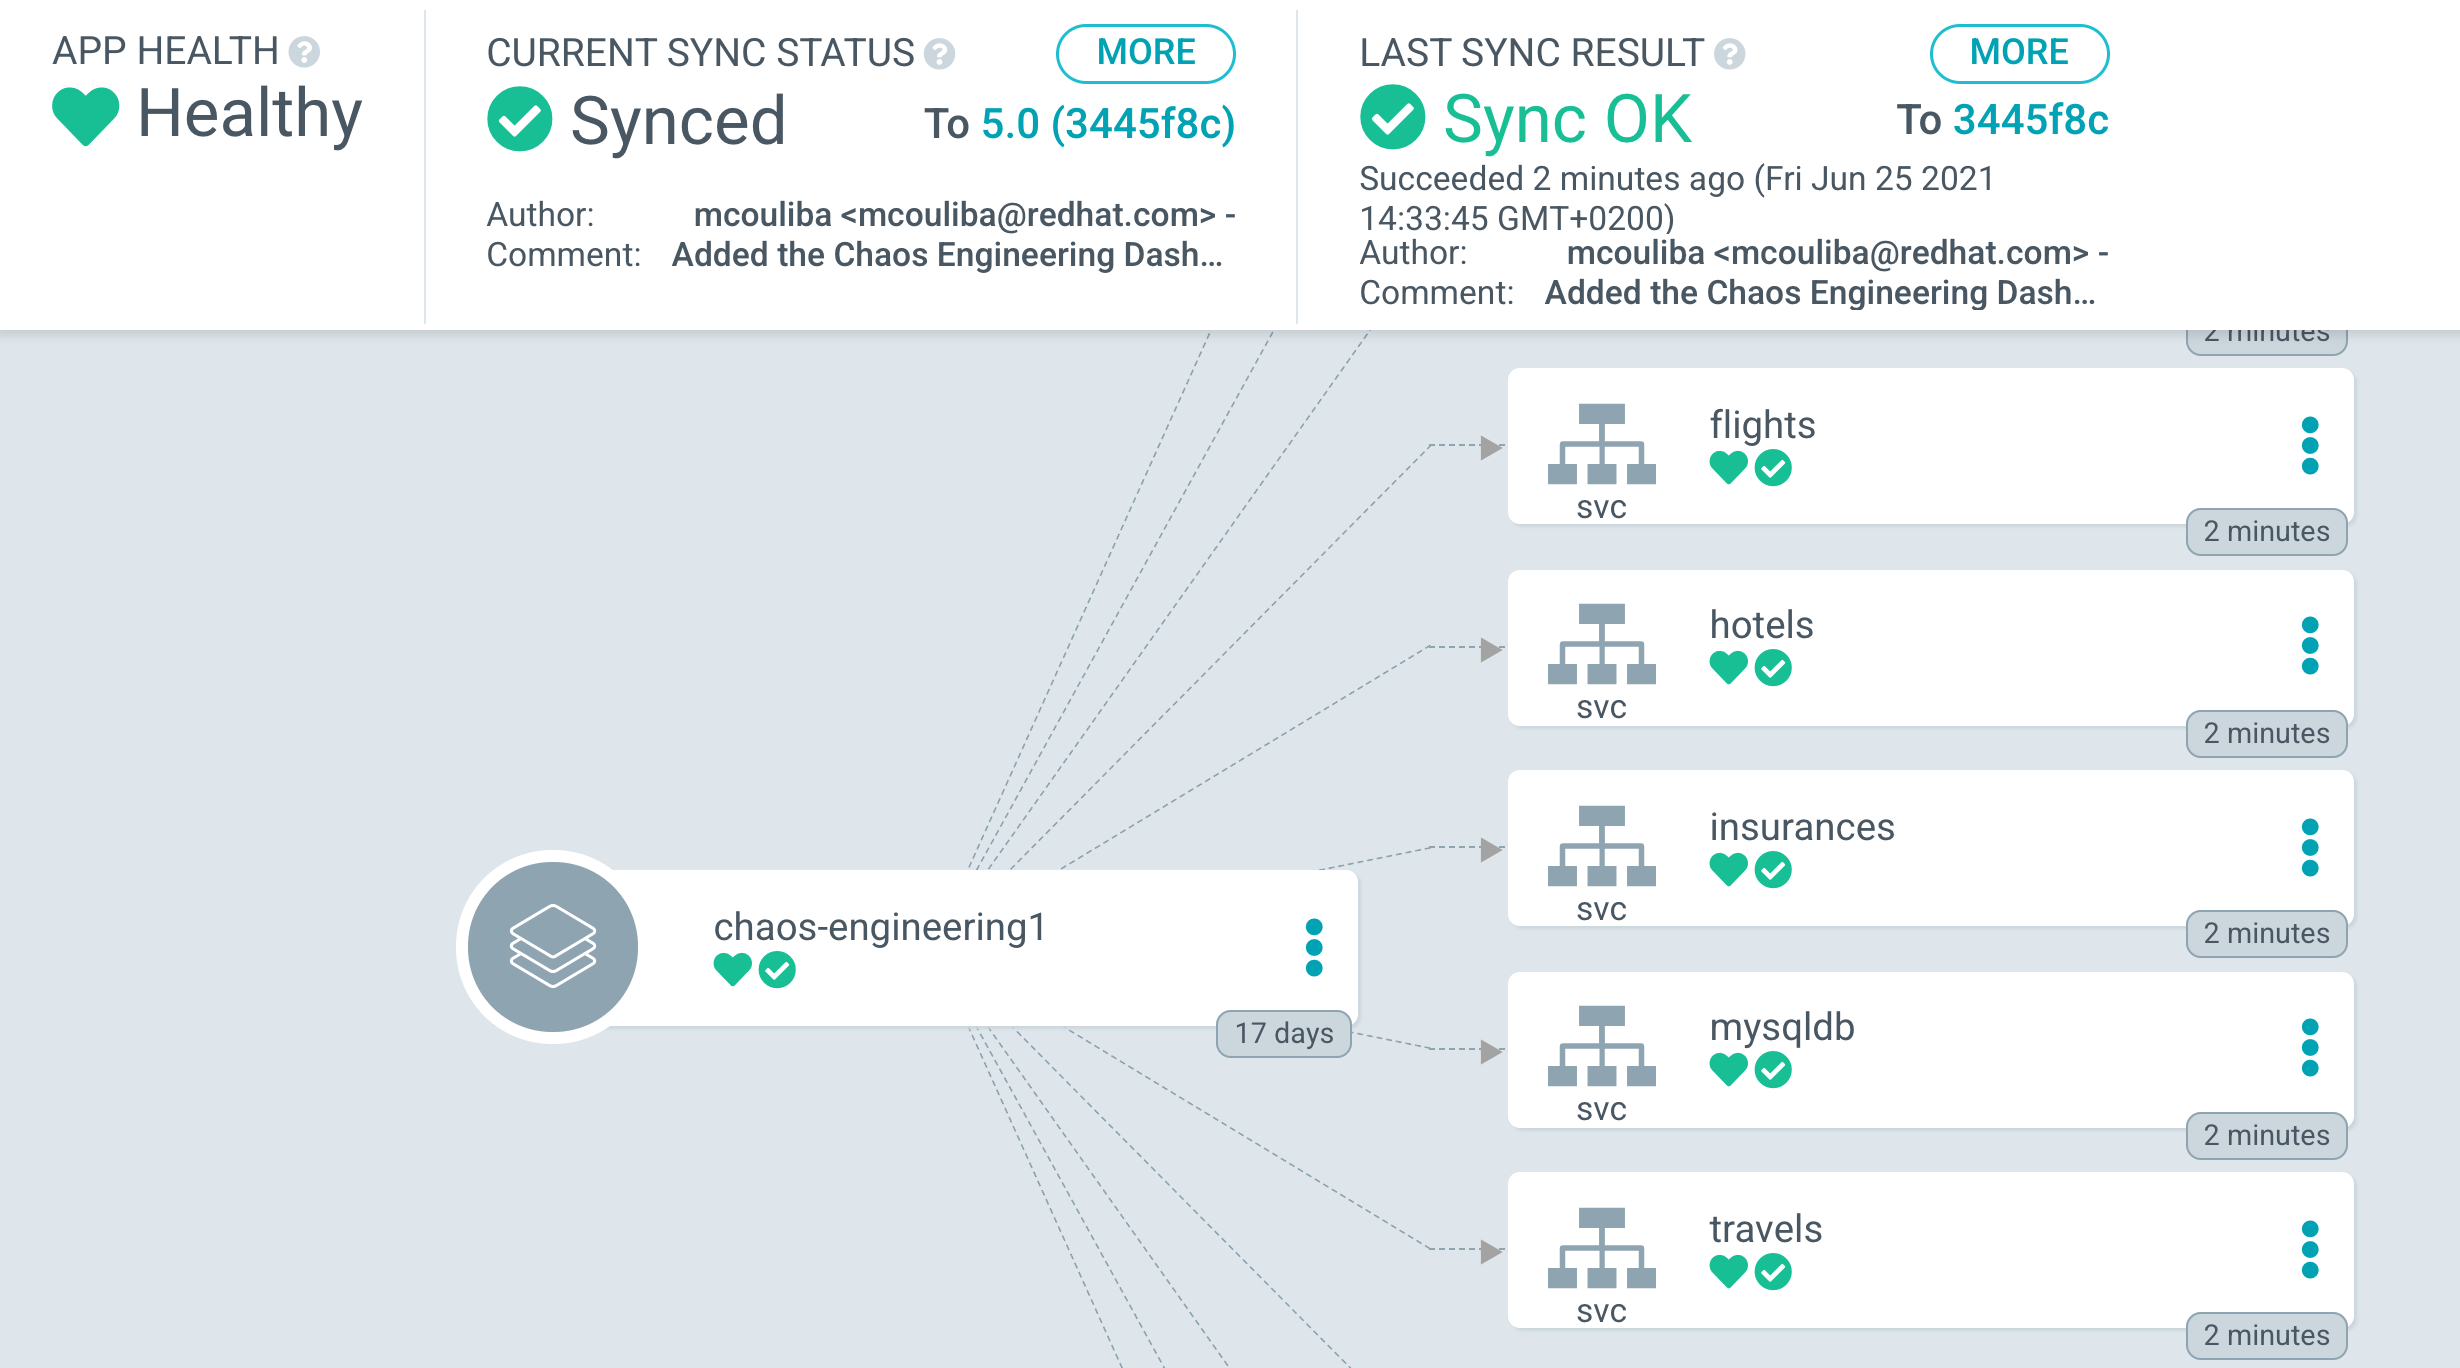 APP HEALTH ?
Healthy
CURRENT SYNC STATUS ?
MORE
Synced
To 5.0 (3445f8c)
Author: mcouliba <mcouliba@redhat.com> -
Comment: Added the Chaos Engineering Dash...
LAST SYNC RESULT ?
MORE
Sync OK
To 3445f8c
Succeeded 2 minutes ago (Fri Jun 25 2021
14:33:45 GMT+0200)
Author: mcouliba <mcouliba@redhat.com> -
Comment: Added the Chaos Engineering Dash...
2 minutes
flights
svc
2 minutes
hotels
svc
2 minutes
insurances
svc
2 minutes
chaos-engineering1
17 days
mysqldb
svc
2 minutes
travels
svc
2 minutes